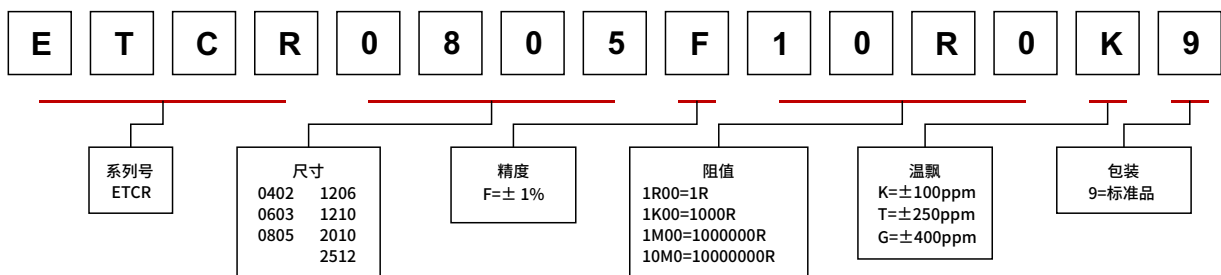 E T C R 0 8 0 5 F 1 0 R 0 K 9
系列号
ETCR
尺寸
0402 1206
0603 1210
0805 2010
2512
精度
F=± 1%
阻值
1R00=1R
1K00=1000R
1M00=1000000R
10M0=10000000R
温飘
K=±100ppm
T=±250ppm
G=±400ppm
包装
9=标准品